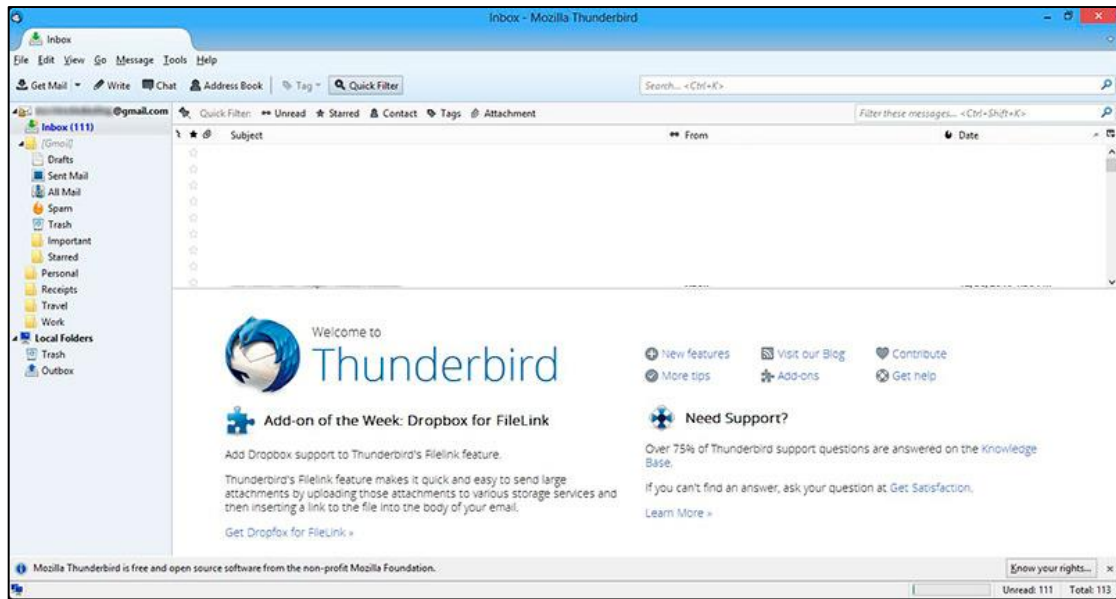 Inbox - Mozilla Thunderbird
Inbox
File Edit View Go Message Tools Help
Get Mail Write Chat Address Book Tag Quick Filter Search... <Ctrl+K>
@gmail.com Quick Filter: Unread Starred Contact Tags Attachment Filter these messages... <Ctrl+Shift+K>
Inbox (111)
Subject From Date
[Gmail]
Drafts
Sent Mail
All Mail
Spam
Trash
Important
Starred
Personal
Receipts
Travel
Work
Local Folders
Trash
Outbox
Welcome to
Thunderbird
New features Visit our Blog Contribute
More tips Add-ons Get help
Add-on of the Week: Dropbox for FileLink
Add Dropbox support to Thunderbird's Filelink feature.
Thunderbird's Filelink feature makes it quick and easy to send large
attachments by uploading those attachments to various storage services and
then inserting a link to the file into the body of your email.
Get Dropfox for FileLink »
Need Support?
Over 75% of Thunderbird support questions are answered on the Knowledge
Base.
If you can't find an answer, ask your question at Get Satisfaction.
Learn More »
Mozilla Thunderbird is free and open source software from the non-profit Mozilla Foundation. Know your rights...
Unread: 111 Total: 113